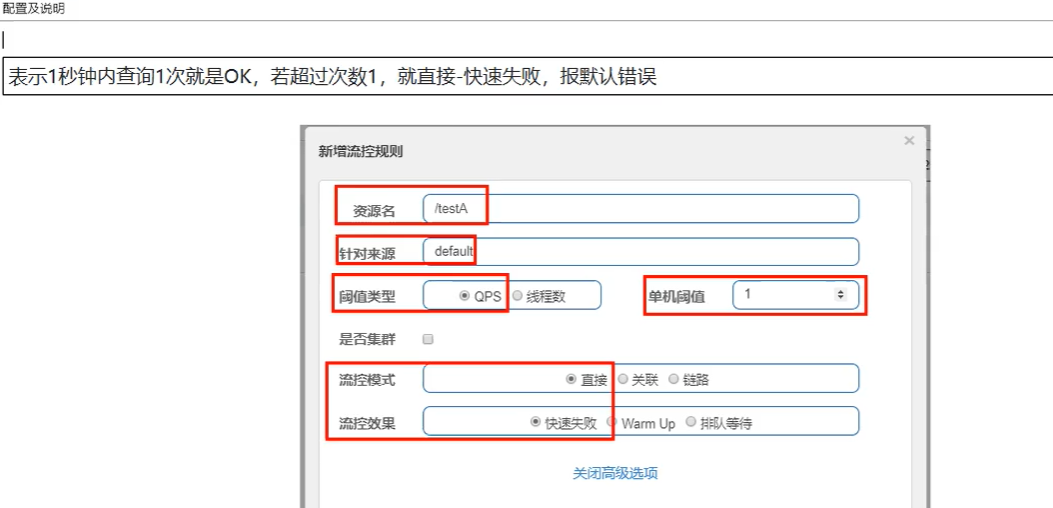 配置及说明
表示1秒钟内查询1次就是OK，若超过次数1，就直接-快速失败，报默认错误
新增流控规则 ×
资源名 /testA
针对来源 default
阈值类型 QPS 线程数 单机阈值 1
是否集群
流控模式 直接 关联 链路
流控效果 快速失败 Warm Up 排队等待
关闭高级选项